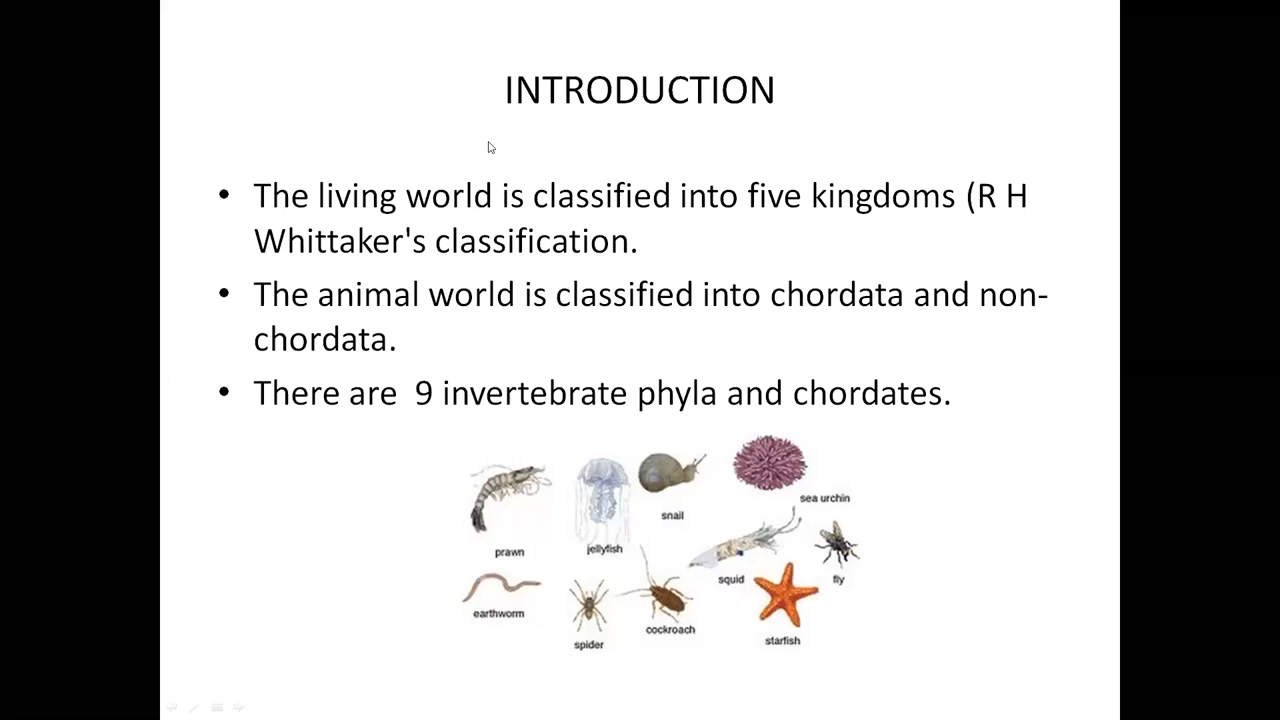 INTRODUCTION
• The living world is classified into five kingdoms (R H
Whittaker's classification.
• The animal world is classified into chordata and non-
chordata.
• There are  9 invertebrate phyla and chordates.
sea urchin
snail
prawn
jellyfish
squid
fly
earthworm
cockroach
starfish
spider